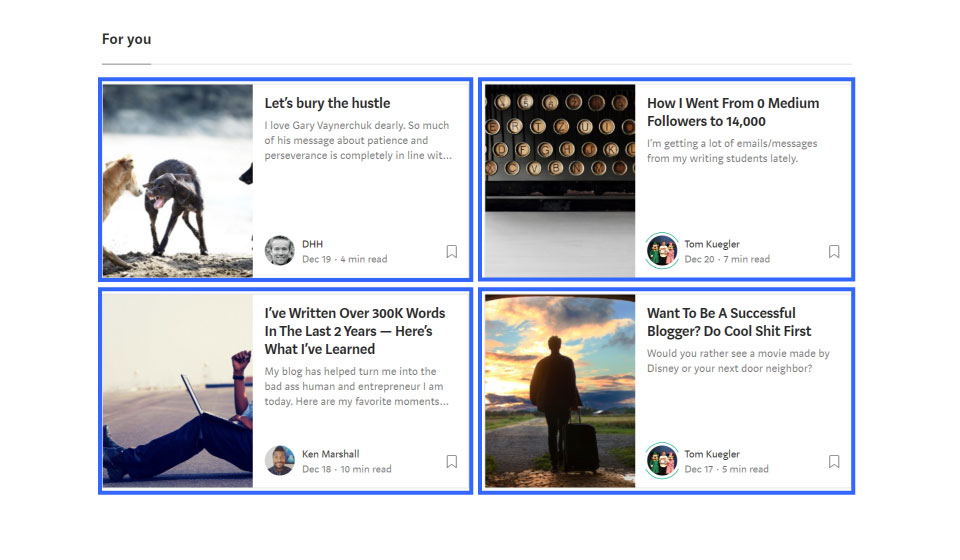 For you
Let's bury the hustle
I love Gary Vaynerchuk dearly. So much
of his message about patience and
perseverance is completely in line wit...
DHH
Dec 19 · 4 min read
How I Went From 0 Medium
Followers to 14,000
I'm getting a lot of emails/messages
from my writing students lately.
Tom Kuegler
Dec 20 · 7 min read
I've Written Over 300K Words
In The Last 2 Years — Here's
What I've Learned
My blog has helped turn me into the
bad ass human and entrepreneur I am
today. Here are my favorite moments...
Ken Marshall
Dec 18 · 10 min read
Want To Be A Successful
Blogger? Do Cool Shit First
Would you rather see a movie made by
Disney or your next door neighbor?
Tom Kuegler
Dec 17 · 5 min read